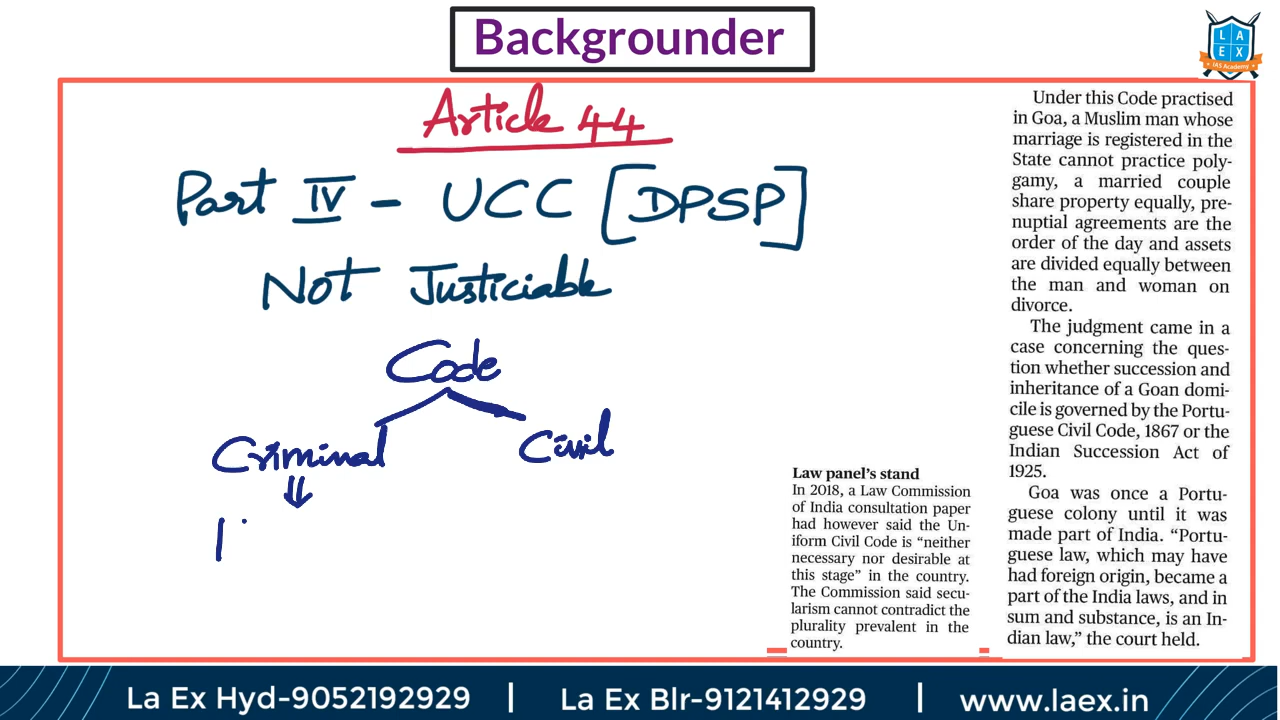 Backgrounder
L A
E X
IAS Academy
Article 44
Part IV - UCC [DPSP]
Not Justiciable
Code
Criminal
Civil
Law panel's stand
In 2018, a Law Commission
of India consultation paper
had however said the Un-
iform Civil Code is "neither
necessary nor desirable at
this stage" in the country.
The Commission said secu-
larism cannot contradict the
plurality prevalent in the
country.
Under this Code practised
in Goa, a Muslim man whose
marriage is registered in the
State cannot practice poly-
gamy, a married couple
share property equally, pre-
nuptial agreements are the
order of the day and assets
are divided equally between
the man and woman on
divorce.
The judgment came in a
case concerning the ques-
tion whether succession and
inheritance of a Goan domi-
cile is governed by the Portu-
guese Civil Code, 1867 or the
Indian Succession Act of
1925.
Goa was once a Portu-
guese colony until it was
made part of India. "Portu-
guese law, which may have
had foreign origin, became a
part of the India laws, and in
sum and substance, is an In-
dian law," the court held.
La Ex Hyd-9052192929 | La Ex Blr-9121412929 | www.laex.in